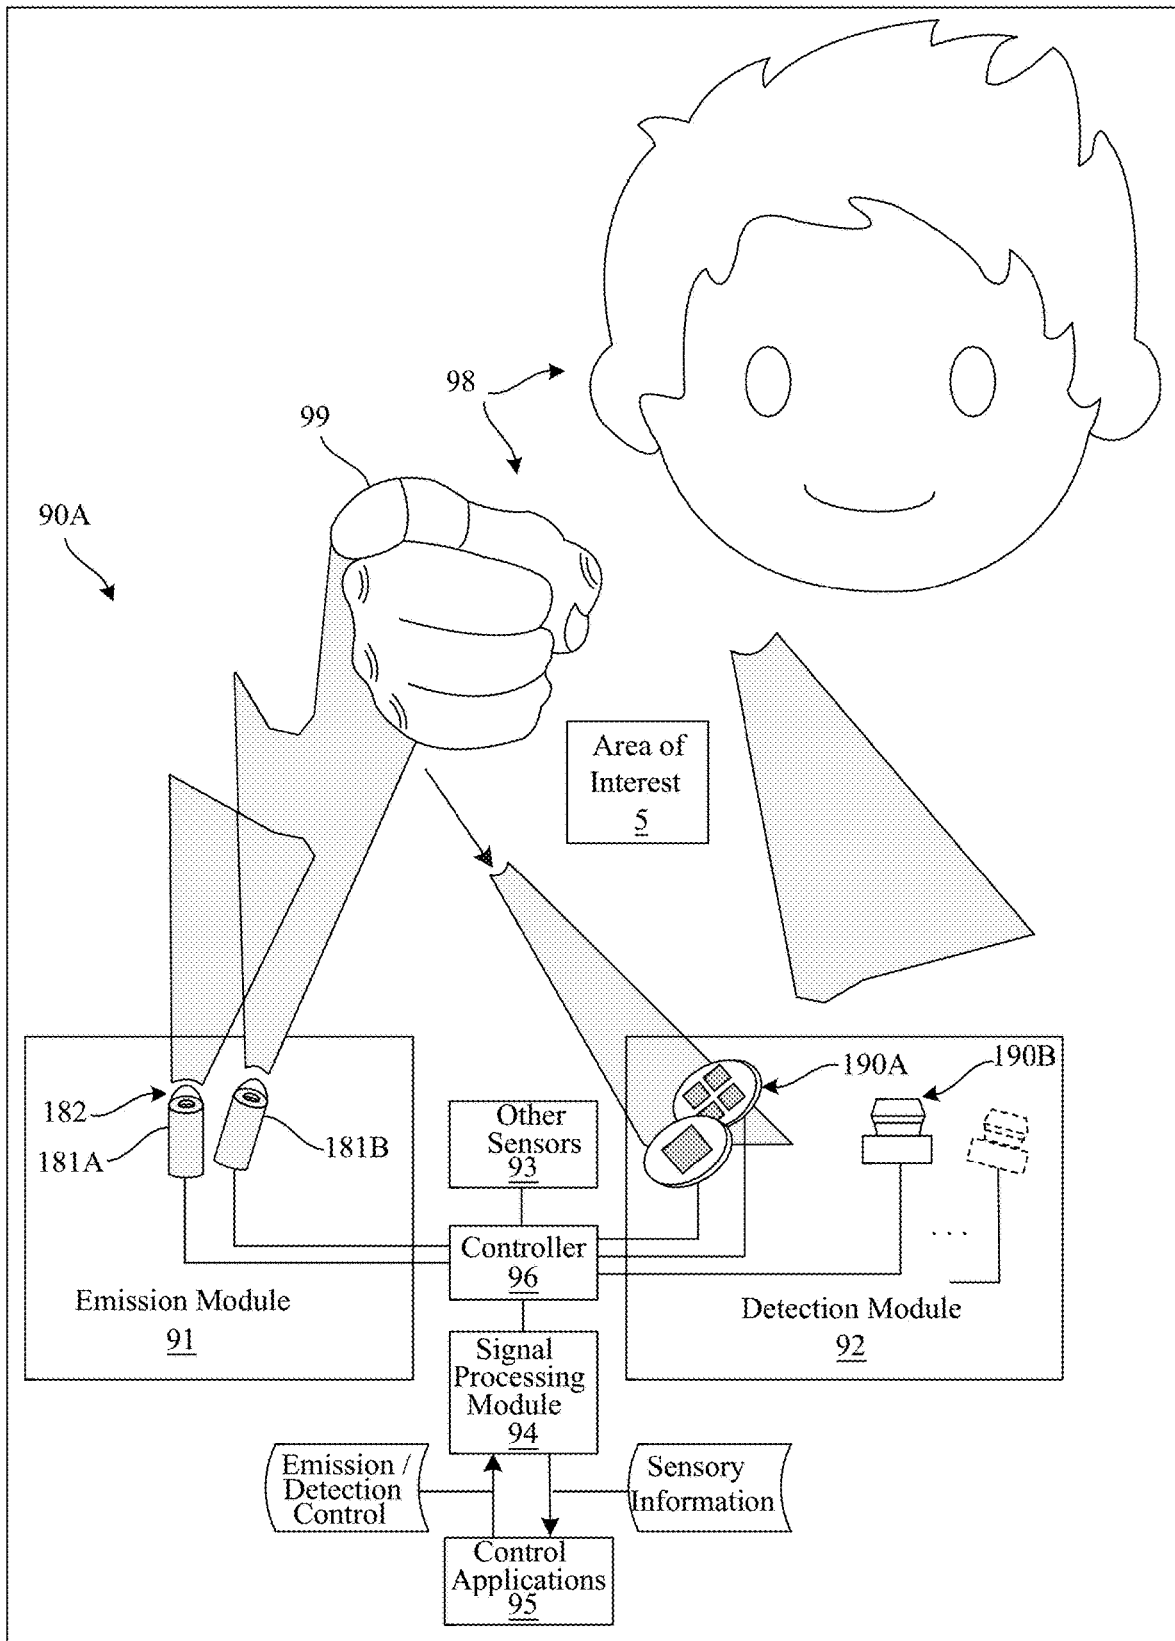 98
99
90A
Area of
Interest
5
190A
190B
182
181A
181B
Other
Sensors
93
Controller
96
Emission Module
91
Detection Module
92
. . .
Signal
Processing
Module
94
Emission /
Detection
Control
Sensory
Information
Control
Applications
95